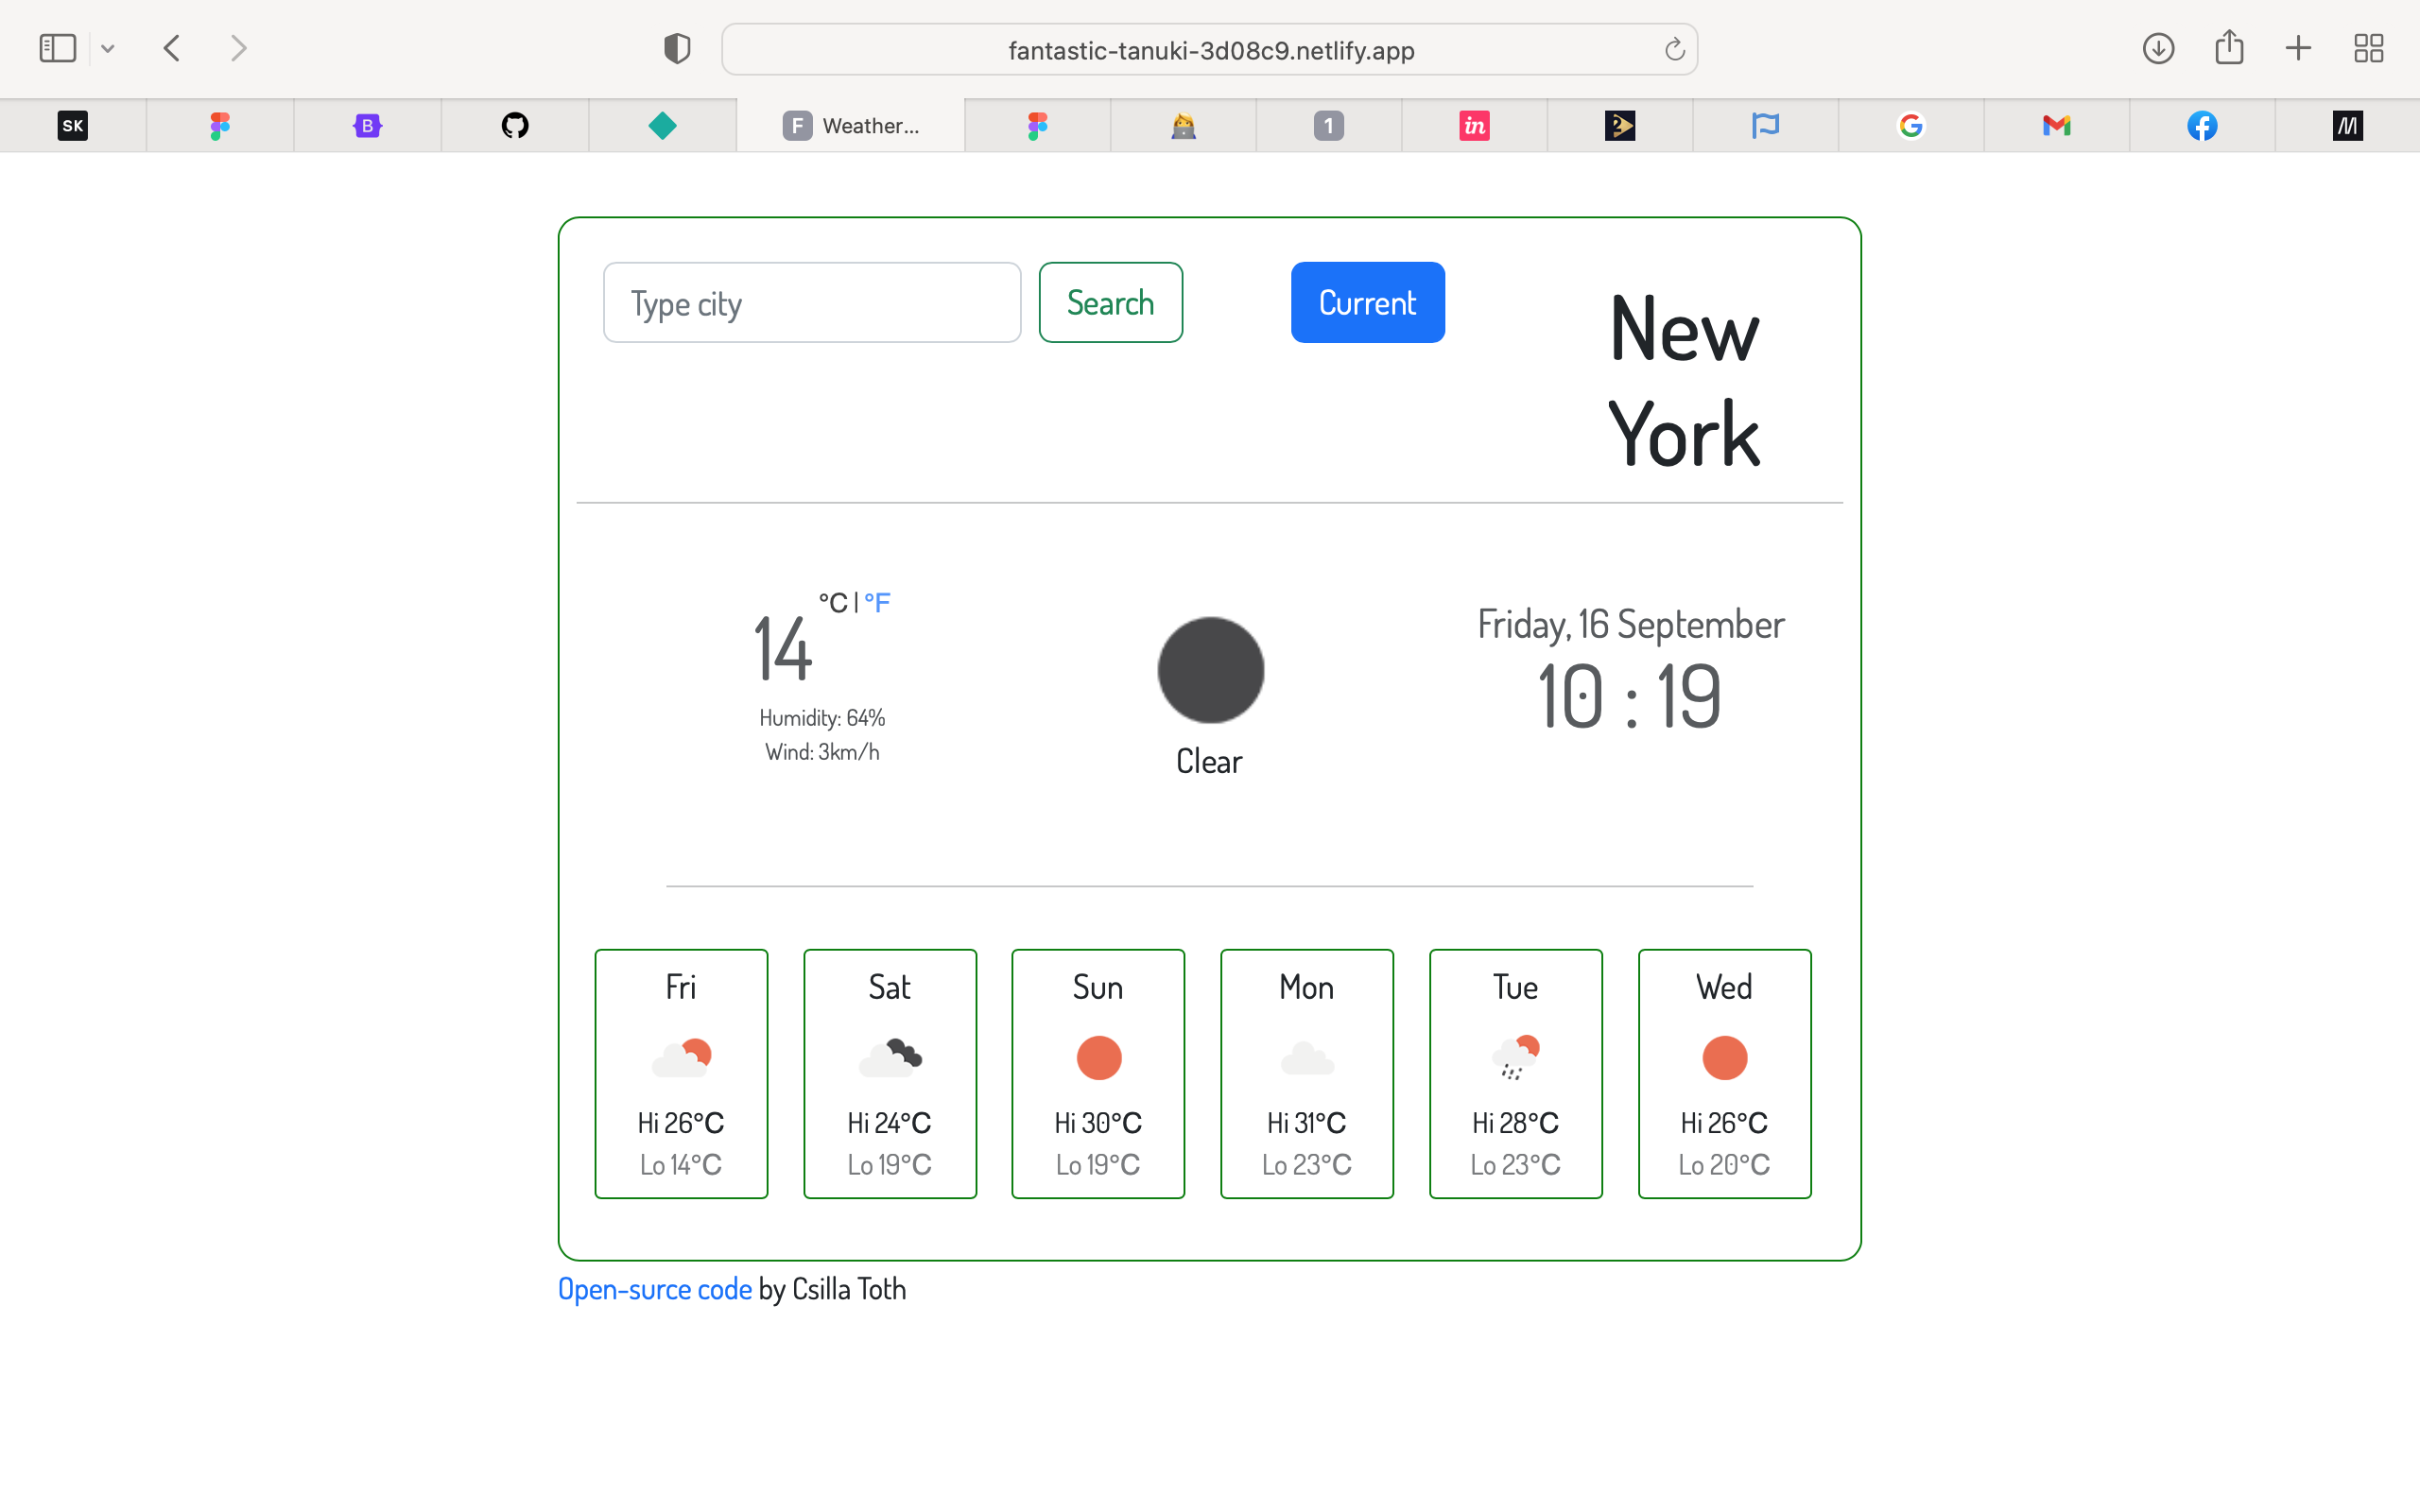 fantastic-tanuki-3d08c9.netlify.app
SK
B
F Weather...
1
in
M
Type city
Search
Current
New
York
°C | °F
14
Humidity: 64%
Wind: 3km/h
Clear
Friday, 16 September
10 : 19
Fri
Hi 26°C
Lo 14°C
Sat
Hi 24°C
Lo 19°C
Sun
Hi 30°C
Lo 19°C
Mon
Hi 31°C
Lo 23°C
Tue
Hi 28°C
Lo 23°C
Wed
Hi 26°C
Lo 20°C
Open-surce code by Csilla Toth